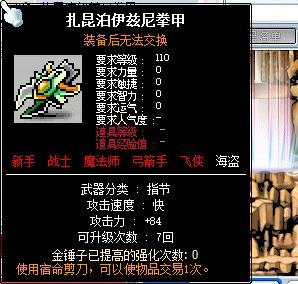 扎昆泊伊兹尼拳甲
装备后无法交换
要求等级： 110
要求力量： 0
要求敏捷： 0
要求智力： 0
要求运气： 0
要求人气度： -
道具等级： -
道具经验值： -
新手 战士 魔法师 弓箭手 飞侠 海盗
武器分类 : 指节
攻击速度 : 快
攻击力 : +84
可升级次数 : 7回
金锤子已提高的强化次数: 0
使用宿命剪刀，可以使物品交易1次。
名单